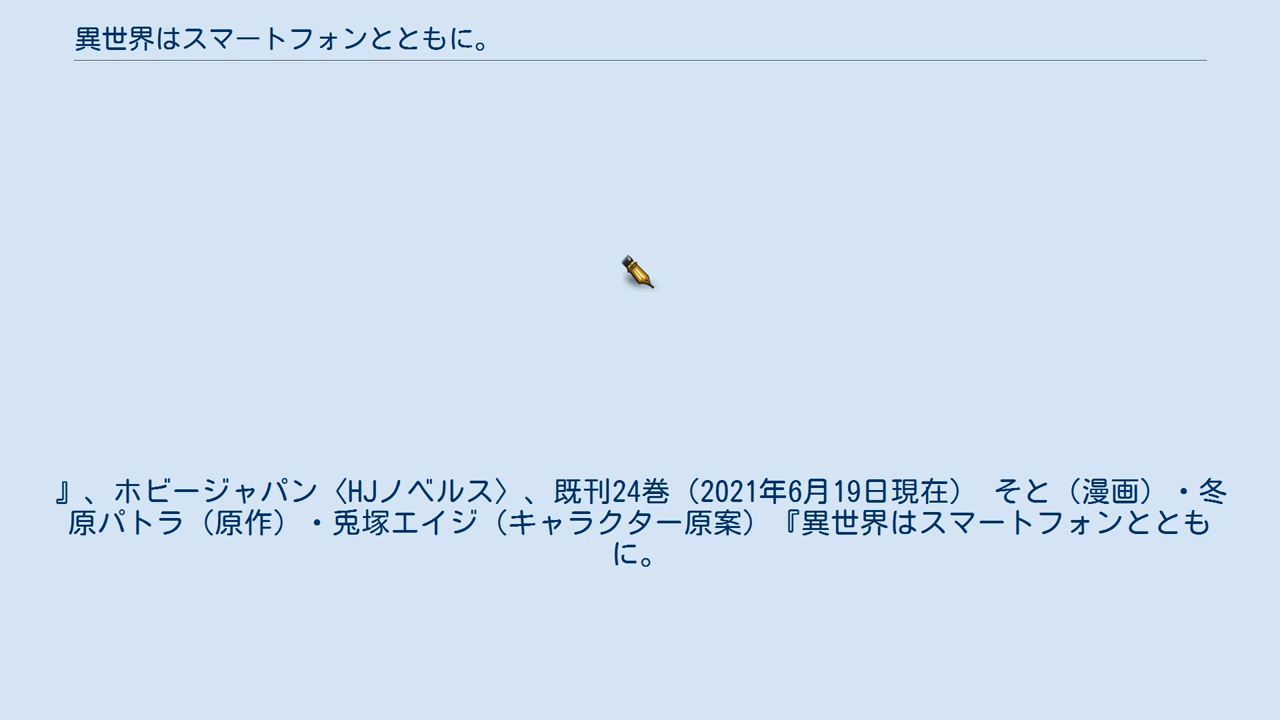 異世界はスマートフォンとともに。
』、ホビージャパン〈HJノベルス〉、既刊24巻（2021年6月19日現在）　そと（漫画）・冬
原パトラ（原作）・兎塚エイジ（キャラクター原案）『異世界はスマートフォンととも
に。